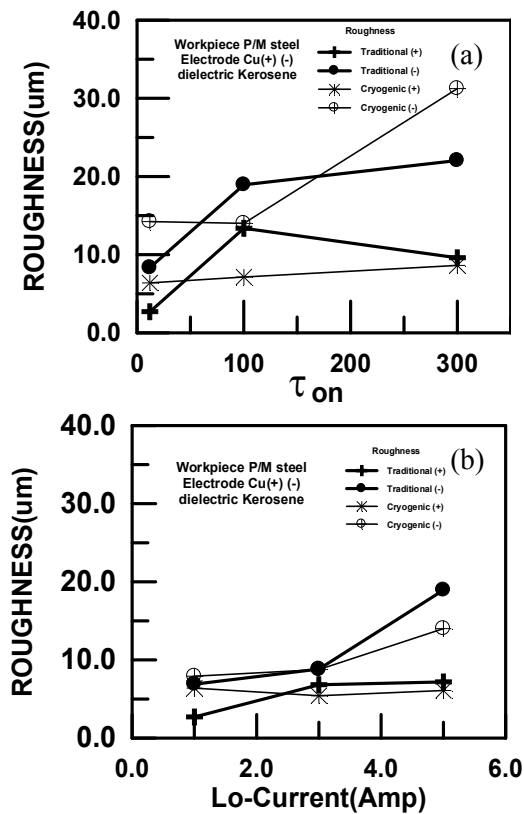 40.0
30.0
20.0
10.0
0.0
ROUGHNESS(um)
Workpiece P/M steel
Electrode Cu(+) (-)
dielectric Kerosene
Roughness
Traditional (+)
Traditional (-)
Cryogenic (+)
Cryogenic (-)
(a)
0 100 200 300
τ on
40.0
30.0
20.0
10.0
0.0
ROUGHNESS(um)
Workpiece P/M steel
Electrode Cu(+) (-)
dielectric Kerosene
Roughness
Traditional (+)
Traditional (-)
Cryogenic (+)
Cryogenic (-)
(b)
0.0 2.0 4.0 6.0
Lo-Current(Amp)